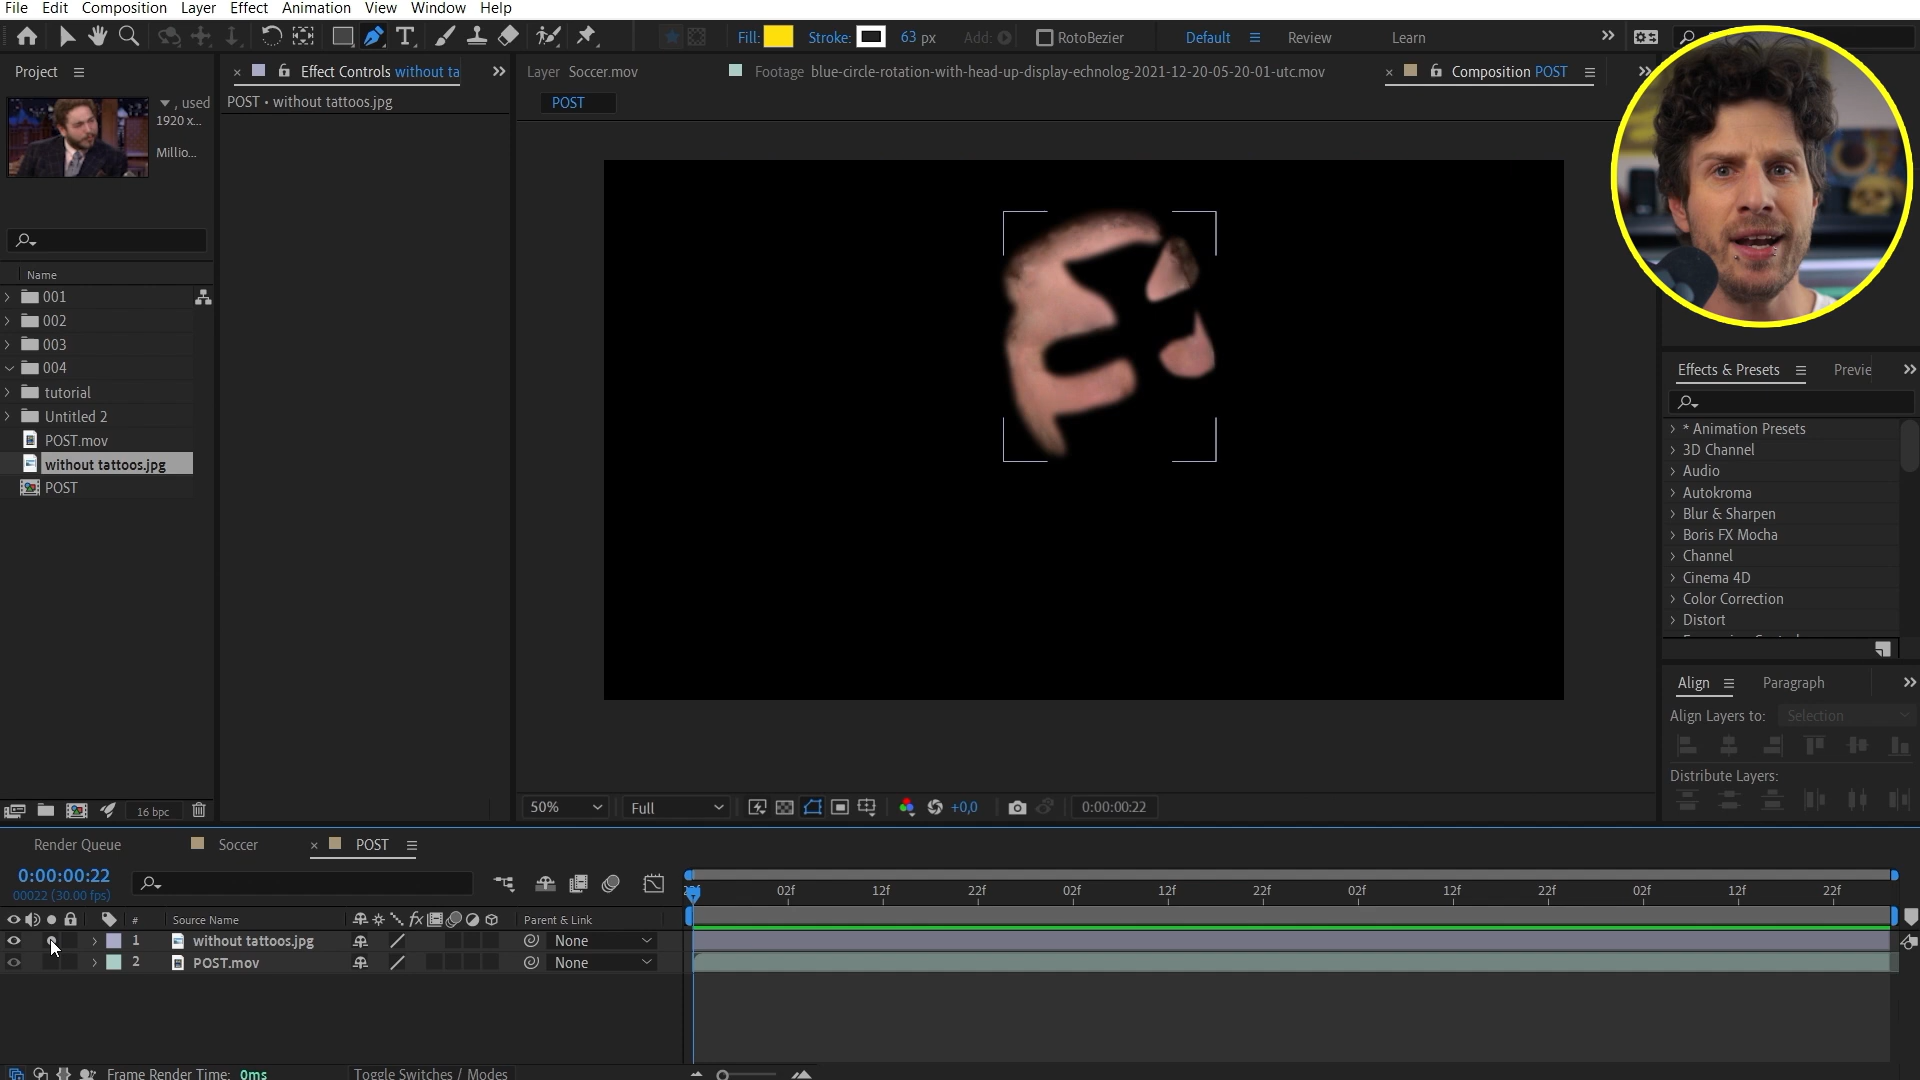 File Edit Composition Layer Effect Animation View Window Help
T Fill: Stroke: 63 px Add: RotoBezier Default Review Learn
Project Effect Controls without ta Layer Soccer.mov Footage blue-circle-rotation-with-head-up-display-echnolog-2021-12-20-05-20-01-utc.mov Composition POST
, used POST • without tattoos.jpg POST
1920 x...
Millio...
Name
001
002
003
004
tutorial
Untitled 2
POST.mov
without tattoos.jpg
POST
Effects & Presets Previe
* Animation Presets
3D Channel
Audio
Autokroma
Blur & Sharpen
Boris FX Mocha
Channel
Cinema 4D
Color Correction
Distort
Align Paragraph
Align Layers to: Selection
Distribute Layers:
16 bpc 50% Full +0,0 0:00:00:22
Render Queue Soccer POST
0:00:00:22
00022 (30.00 fps)
02f 12f 22f 02f 12f 22f 02f 12f 22f 02f 12f 22f
# Source Name fx Parent & Link
1 without tattoos.jpg None
2 POST.mov None
Frame Render Time: 0ms Toggle Switches / Modes